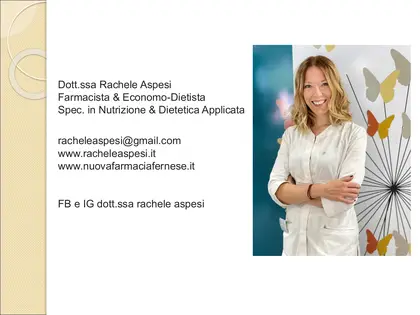 Dott.ssa Rachele Aspesi
Farmacista & Economo-Dietista
Spec. in Nutrizione & Dietetica Applicata
racheleaspesi@gmail.com
www.racheleaspesi.it
www.nuovafarmaciafernese.it
FB e IG dott.ssa rachele aspesi